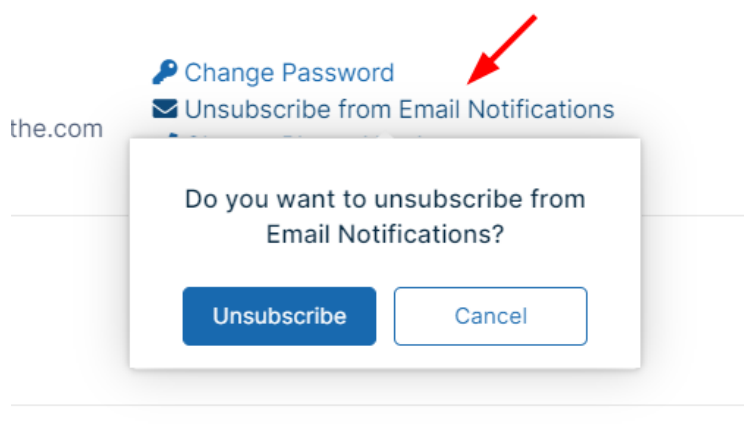 Change Password
Unsubscribe from Email Notifications
the.com
Do you want to unsubscribe from
Email Notifications?
Unsubscribe
Cancel